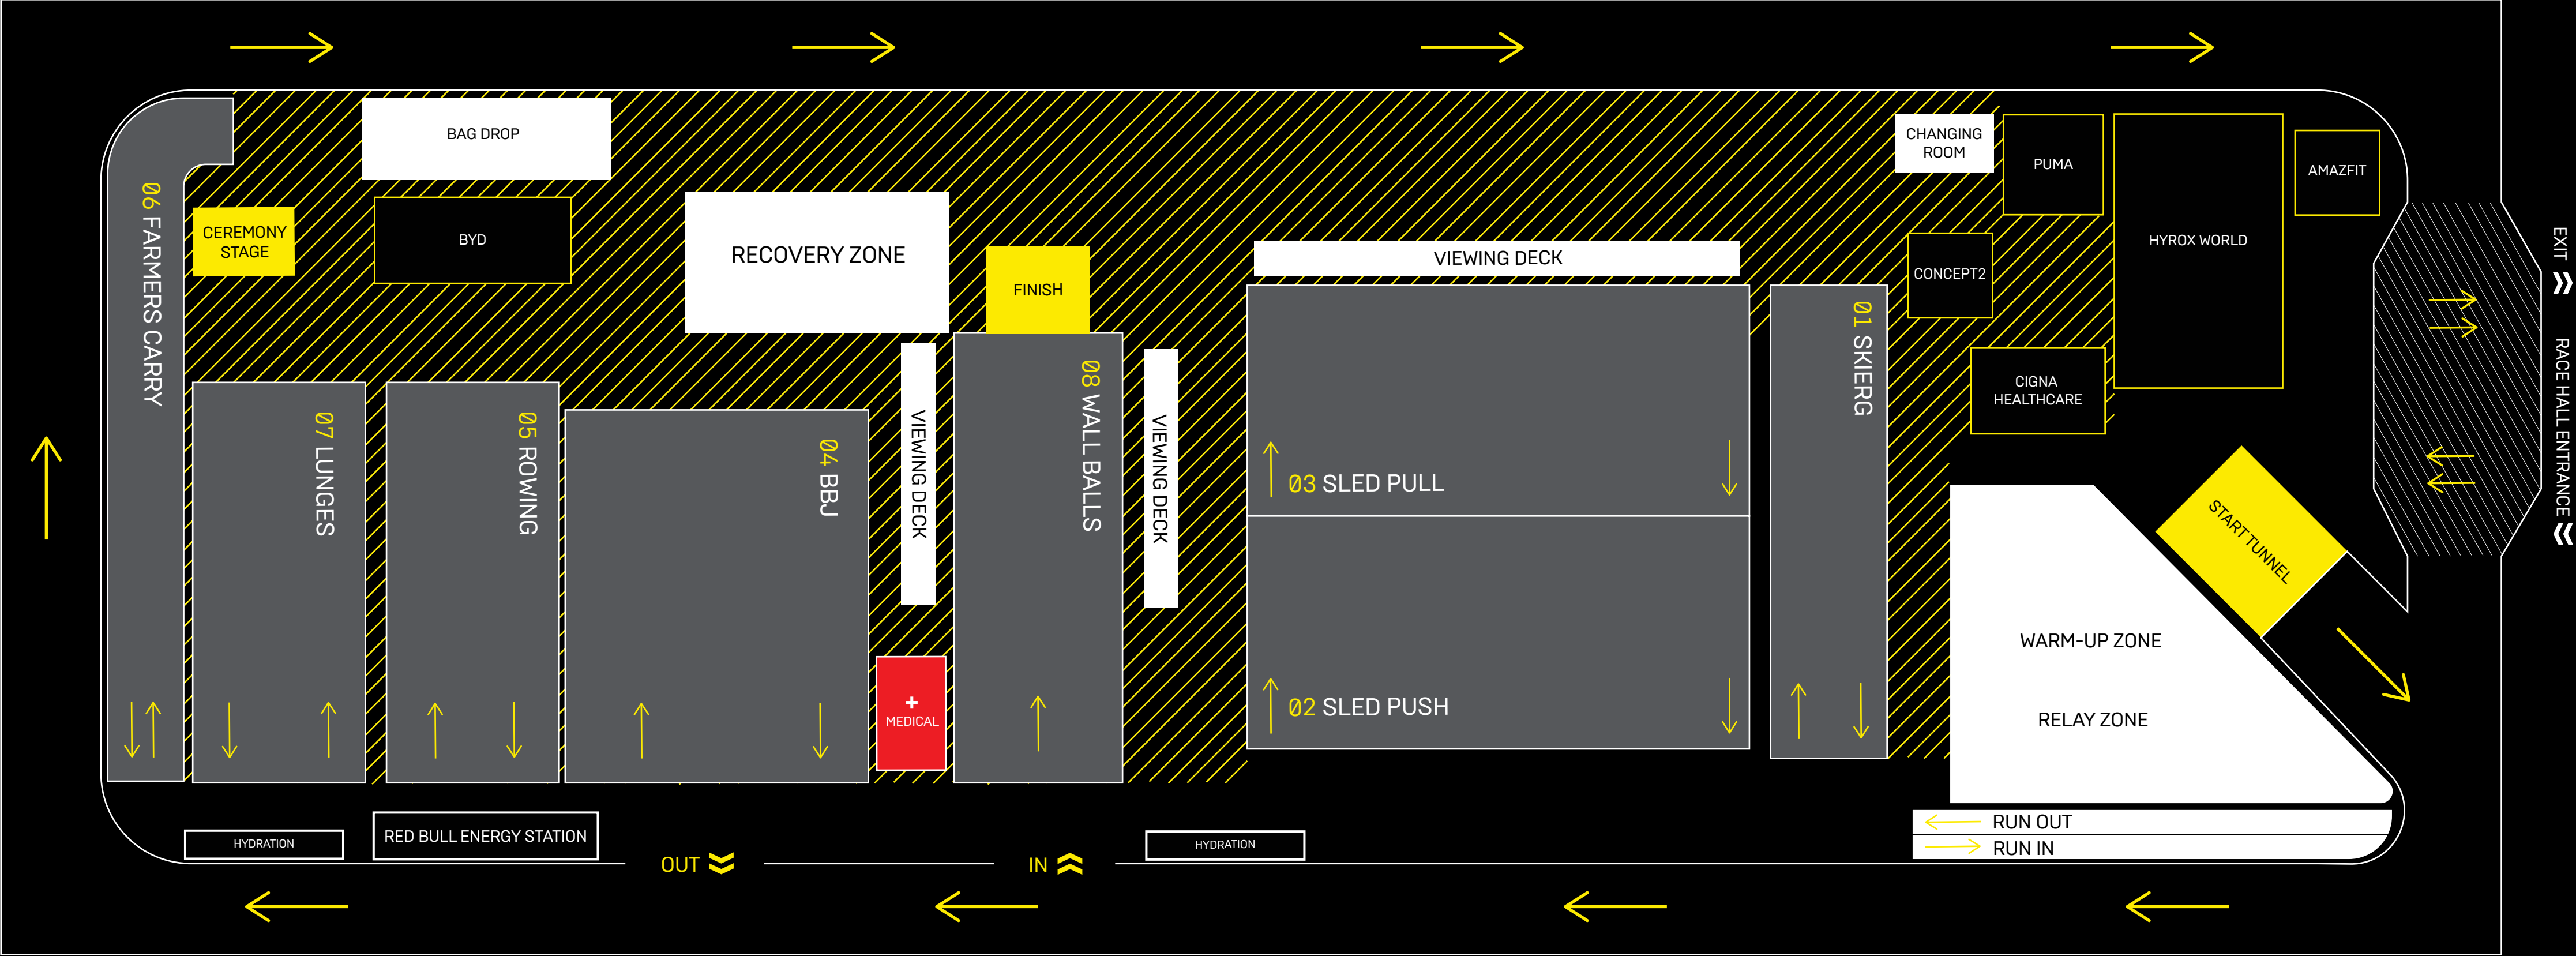 BAG DROP
CHANGING
ROOM
PUMA
AMAZFIT
06 FARMERS CARRY
CEREMONY
STAGE
BYD
RECOVERY ZONE
FINISH
VIEWING DECK
CONCEPT2
HYROX WORLD
EXIT
RACE HALL ENTRANCE
01 SKIERG
CIGNA
HEALTHCARE
07 LUNGES
05 ROWING
04 BBJ
VIEWING DECK
08 WALL BALLS
VIEWING DECK
03 SLED PULL
START TUNNEL
WARM-UP ZONE
02 SLED PUSH
RELAY ZONE
+
MEDICAL
HYDRATION
RED BULL ENERGY STATION
OUT
IN
HYDRATION
RUN OUT
RUN IN